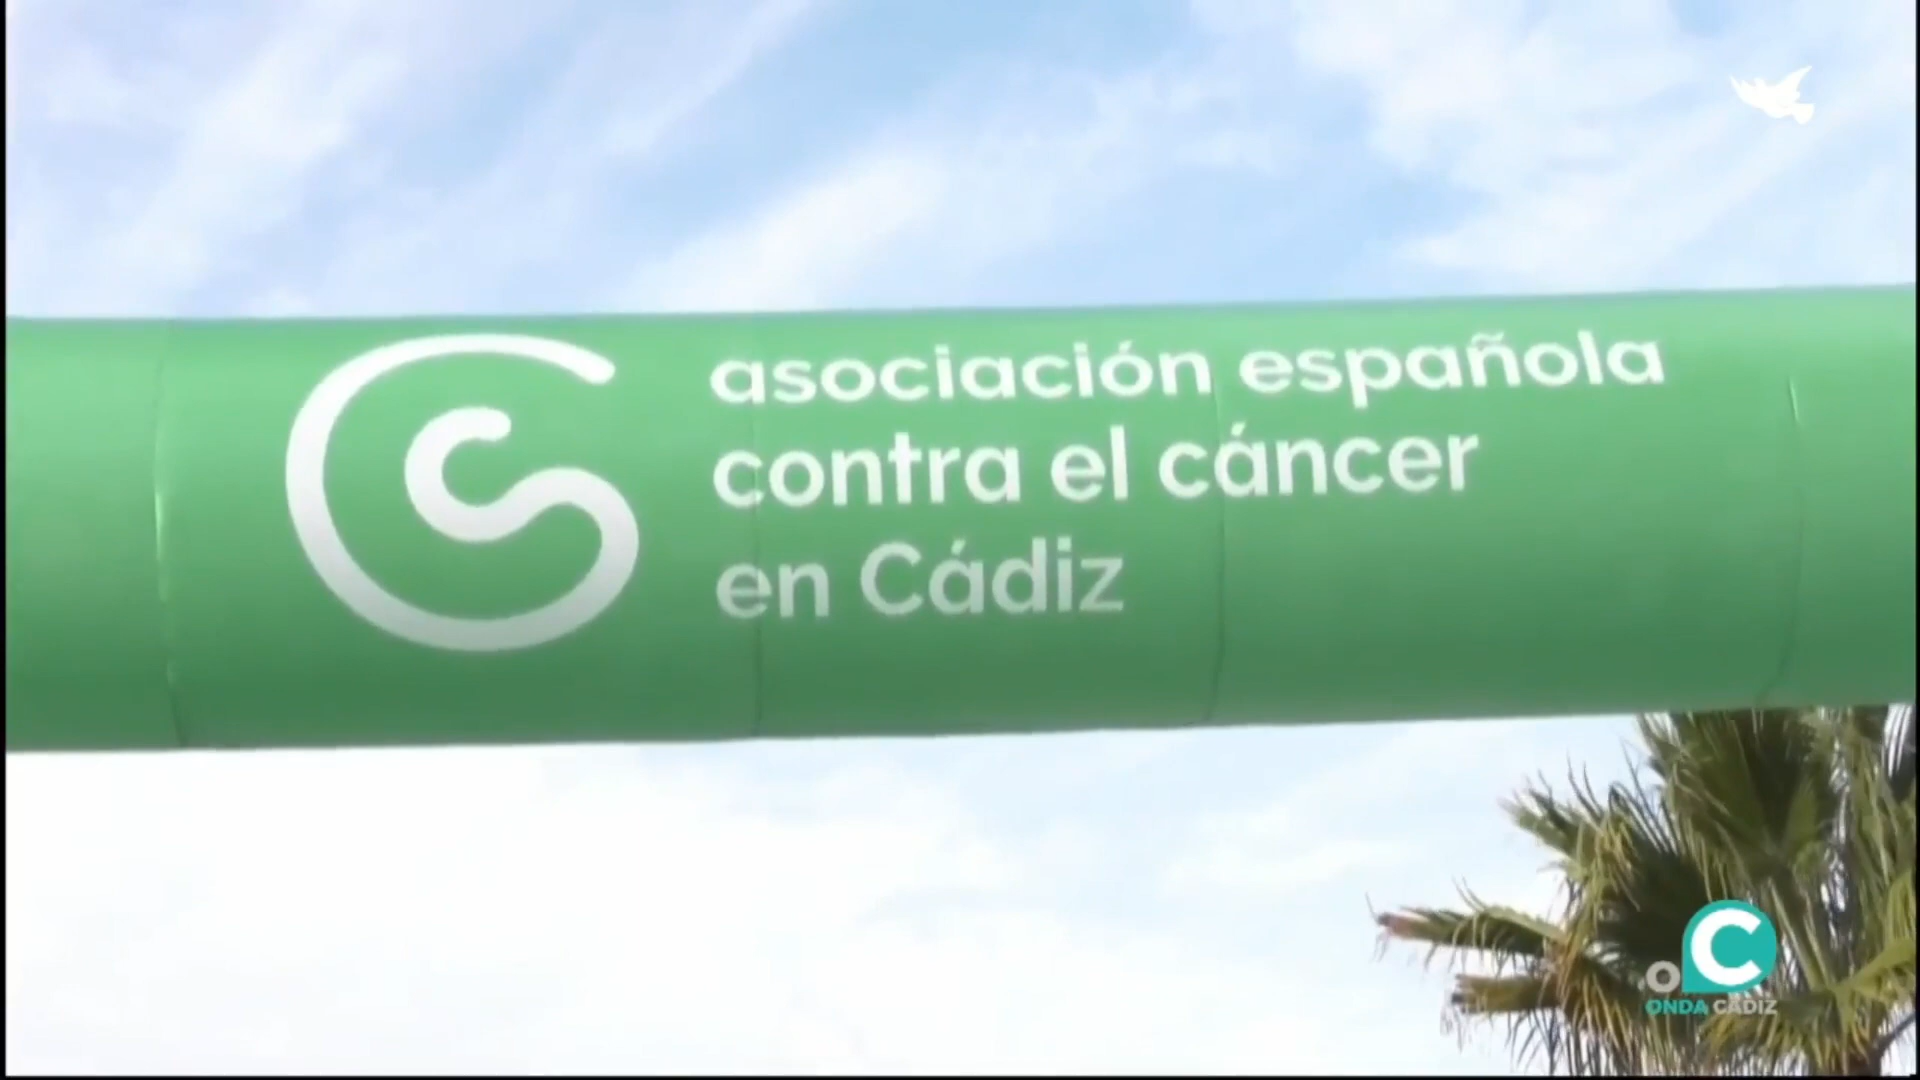 asociación española
contra el cáncer
en Cádiz
C
ONDA CÁDIZ